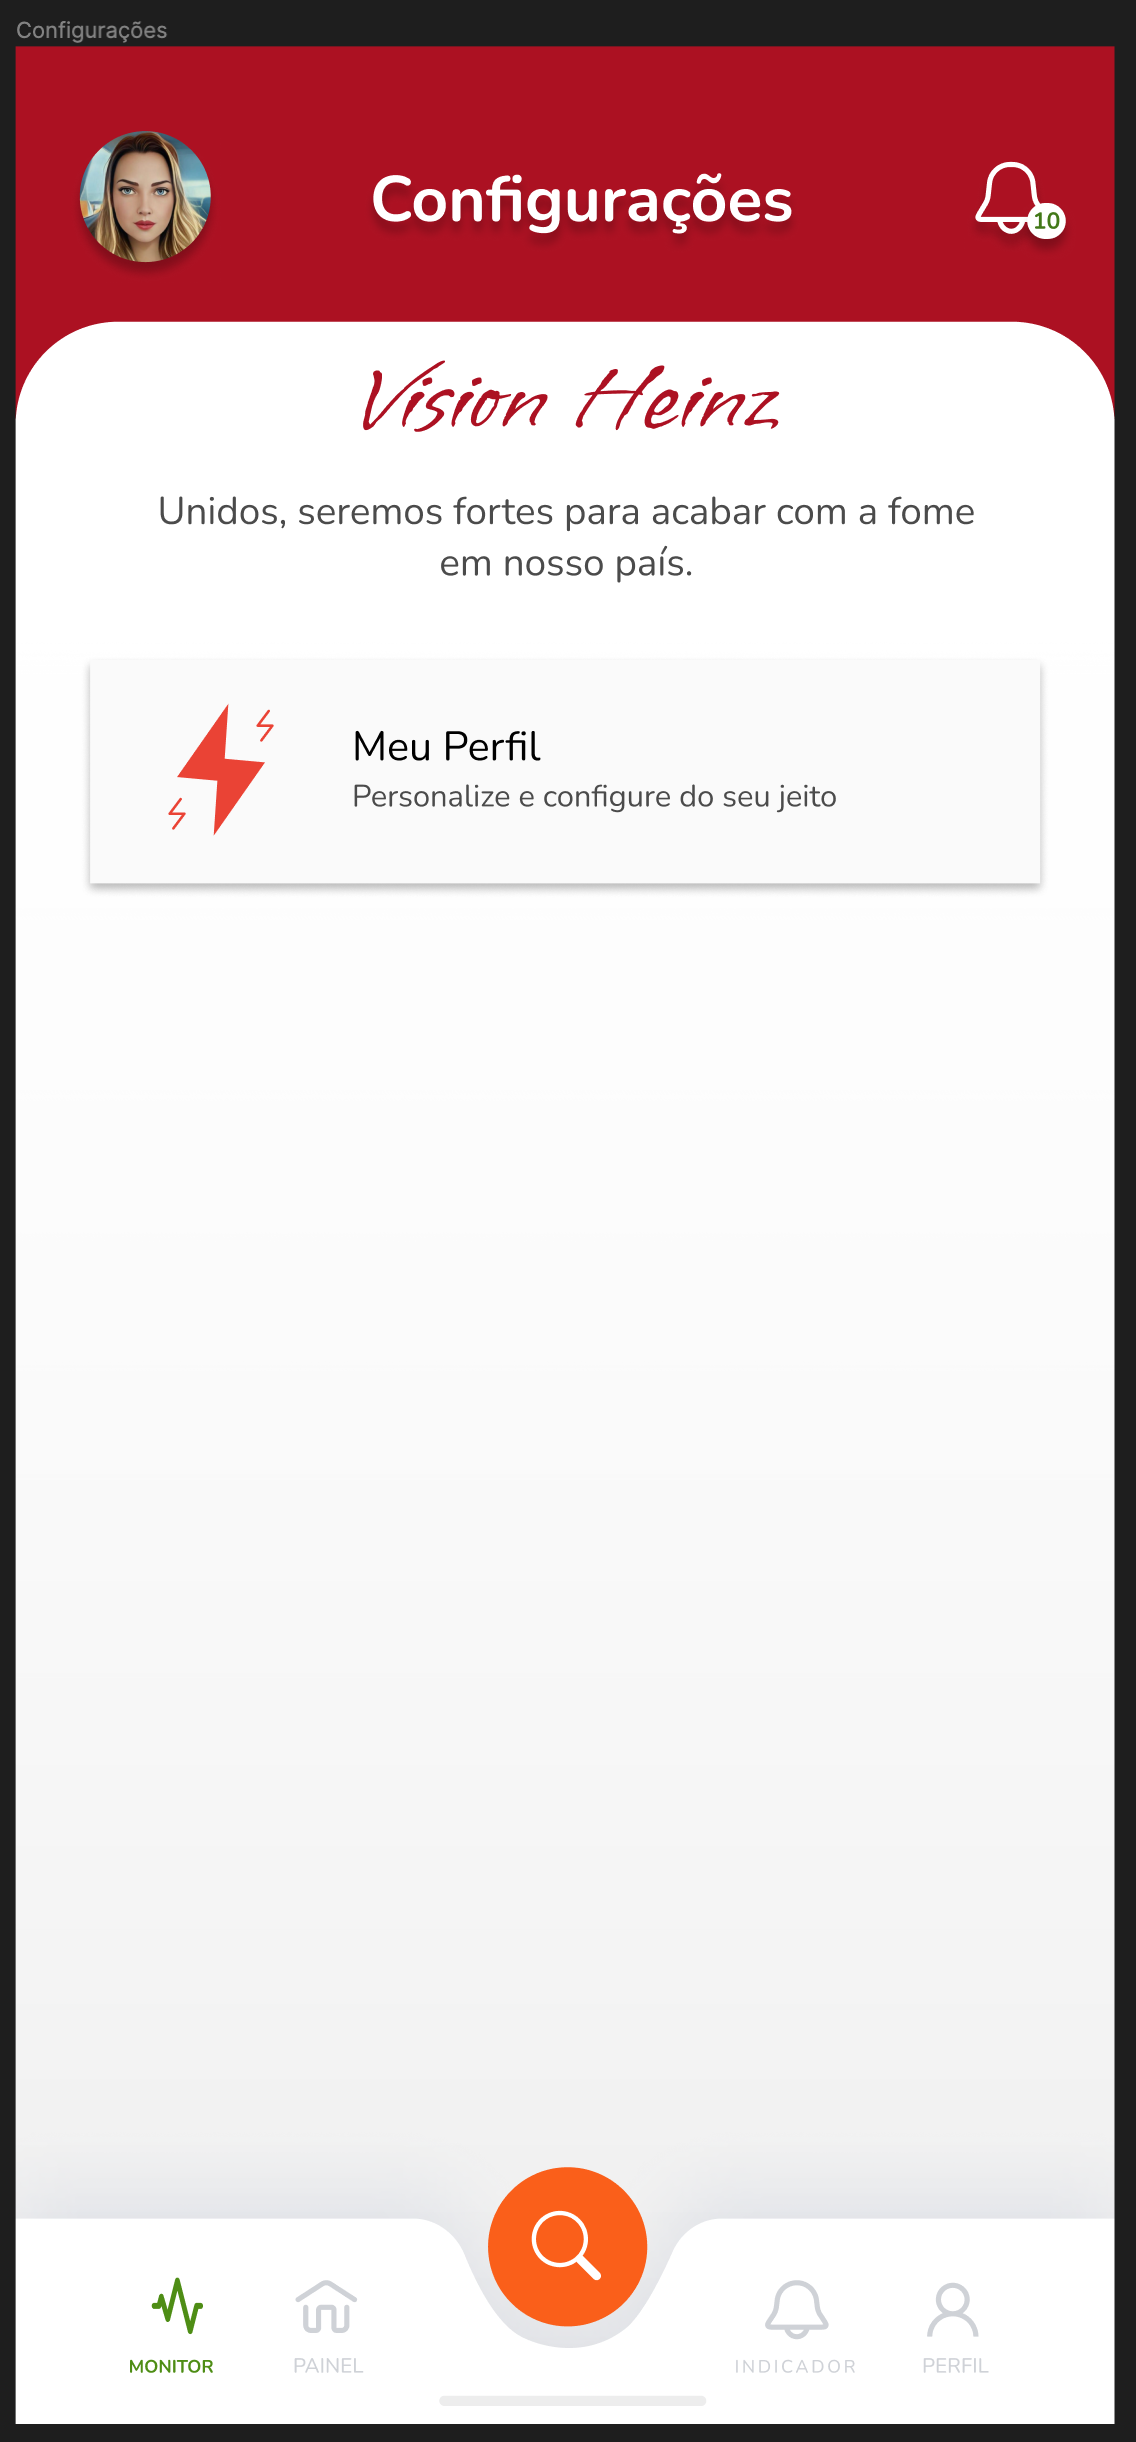 Configurações
Configurações
10
Vision Heinz
Unidos, seremos fortes para acabar com a fome
em nosso país.
Meu Perfil
Personalize e configure do seu jeito
MONITOR
PAINEL
INDICADOR
PERFIL